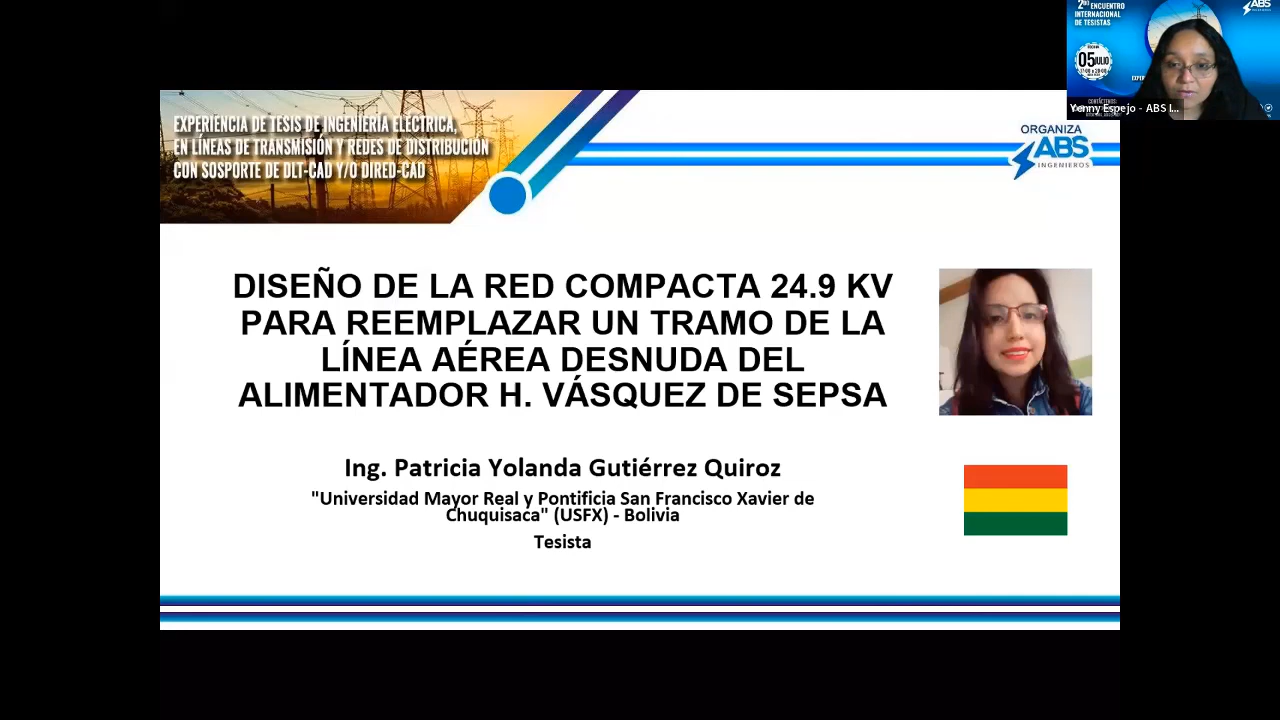 2DO ENCUENTRO
INTERNACIONAL
DE TESISTAS
ABS
05 JULIO
Yenny Espejo - ABS I...
EXPERIENCIA DE TESIS DE INGENIERÍA ELÉCTRICA,
EN LÍNEAS DE TRANSMISIÓN Y REDES DE DISTRIBUCIÓN
CON SOSPORTE DE DLT-CAD Y/O DIRED-CAD
ORGANIZA
ABS
INGENIEROS
DISEÑO DE LA RED COMPACTA 24.9 KV
PARA REEMPLAZAR UN TRAMO DE LA
LÍNEA AÉREA DESNUDA DEL
ALIMENTADOR H. VÁSQUEZ DE SEPSA
Ing. Patricia Yolanda Gutiérrez Quiroz
"Universidad Mayor Real y Pontificia San Francisco Xavier de
Chuquisaca" (USFX) - Bolivia
Tesista